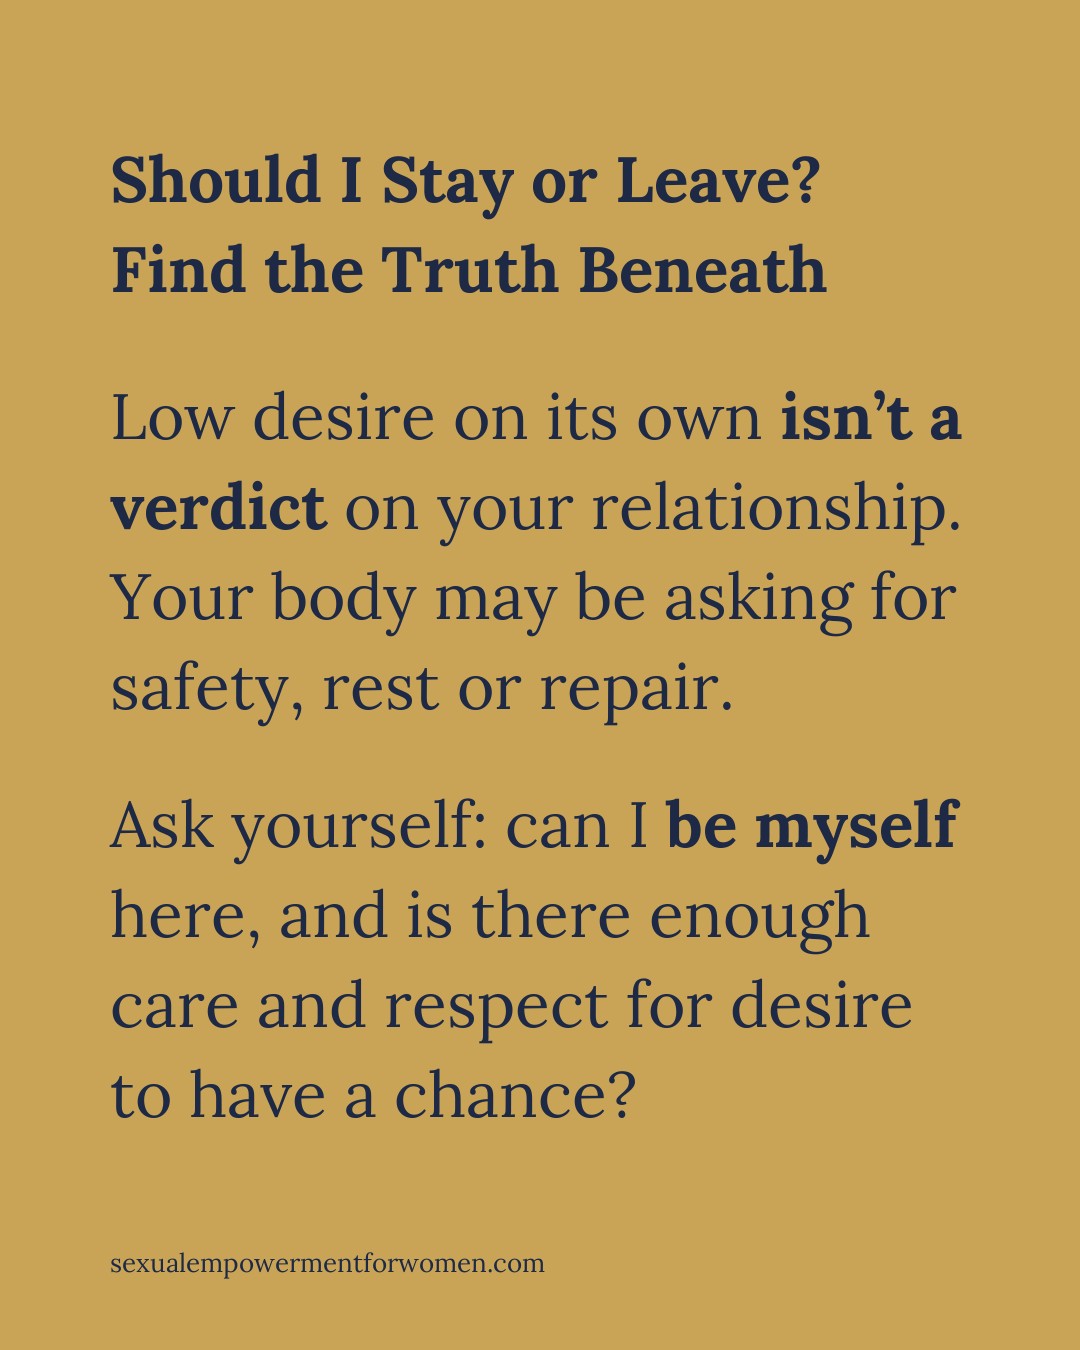 Should I Stay or Leave?
Find the Truth Beneath
Low desire on its own isn’t a
verdict on your relationship.
Your body may be asking for
safety, rest or repair.
Ask yourself: can I be myself
here, and is there enough
care and respect for desire
to have a chance?
sexualempowermentforwomen.com